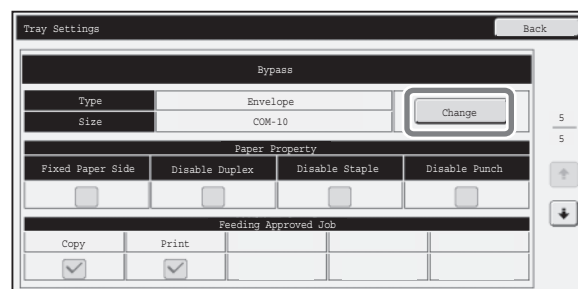 Tray Settings Back
Bypass
Type Envelope Change
Size COM-10
5
5
Paper Property
Fixed Paper Side Disable Duplex Disable Staple Disable Punch
Feeding Approved Job
Copy Print